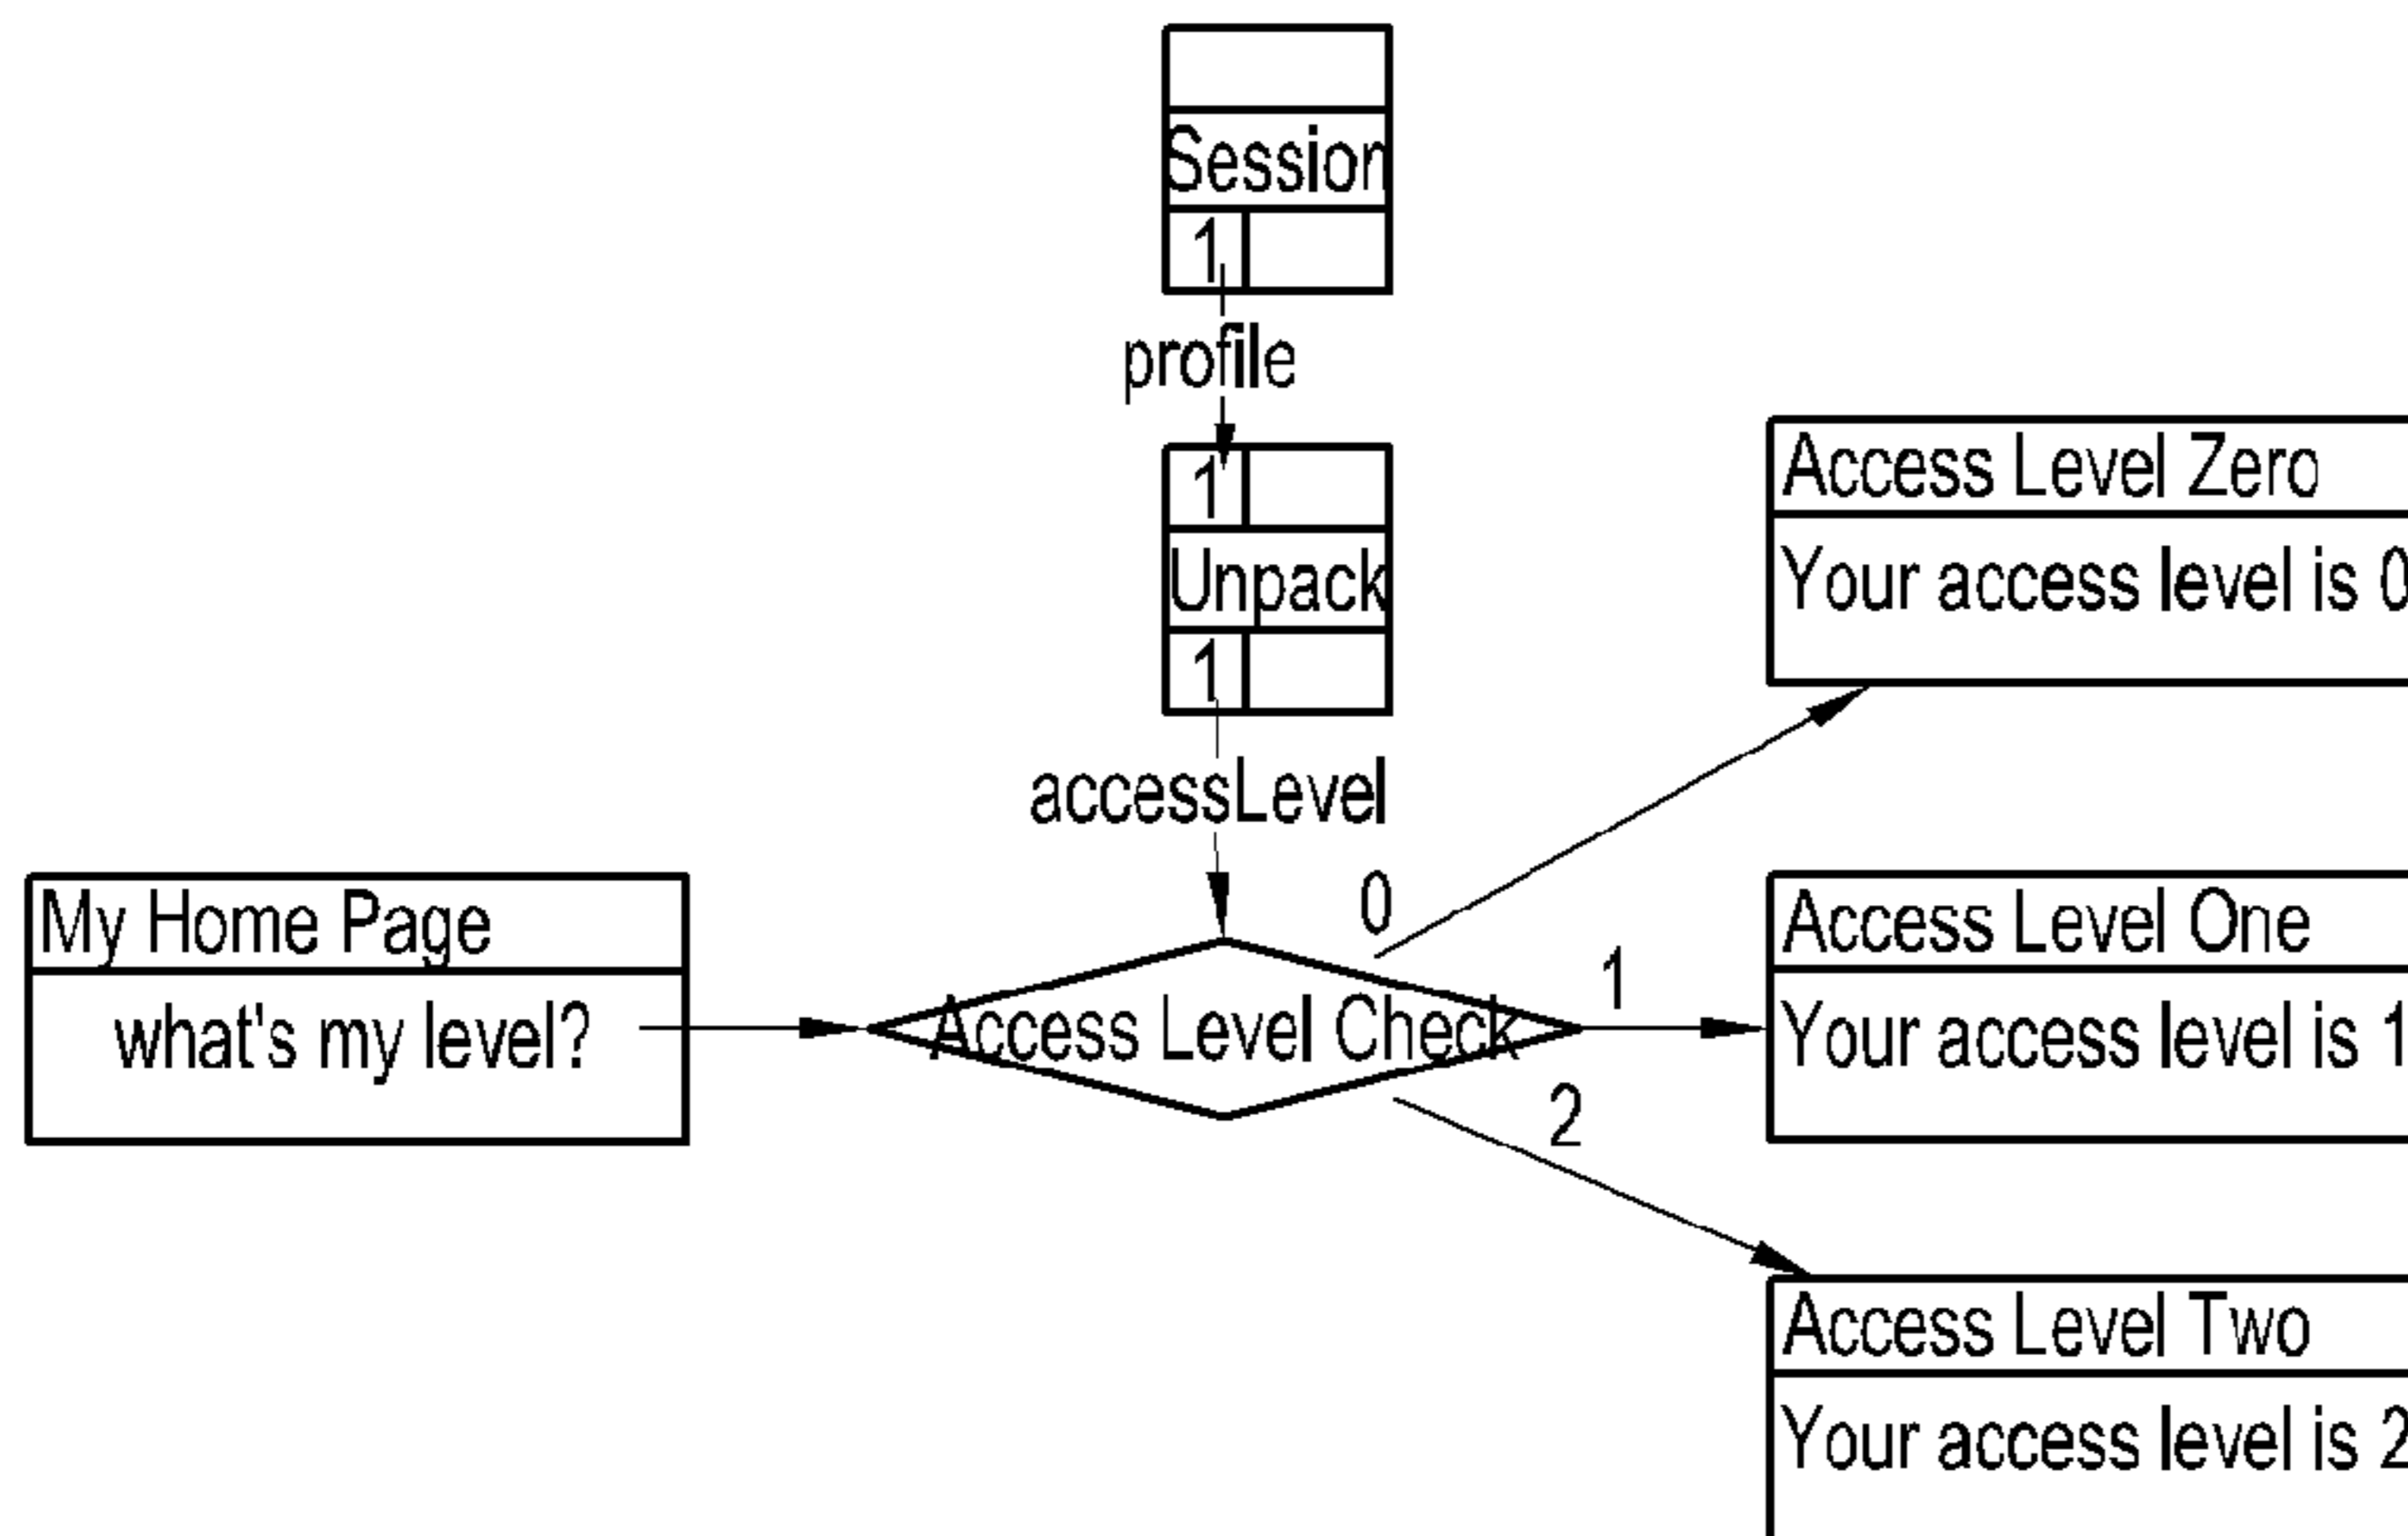 Session
1
profile
1
Unpack
1
accessLevel
Access Level Zero
Your access level is 0
0
My Home Page
what's my level?
Access Level Check
1
Access Level One
Your access level is 1
2
Access Level Two
Your access level is 2